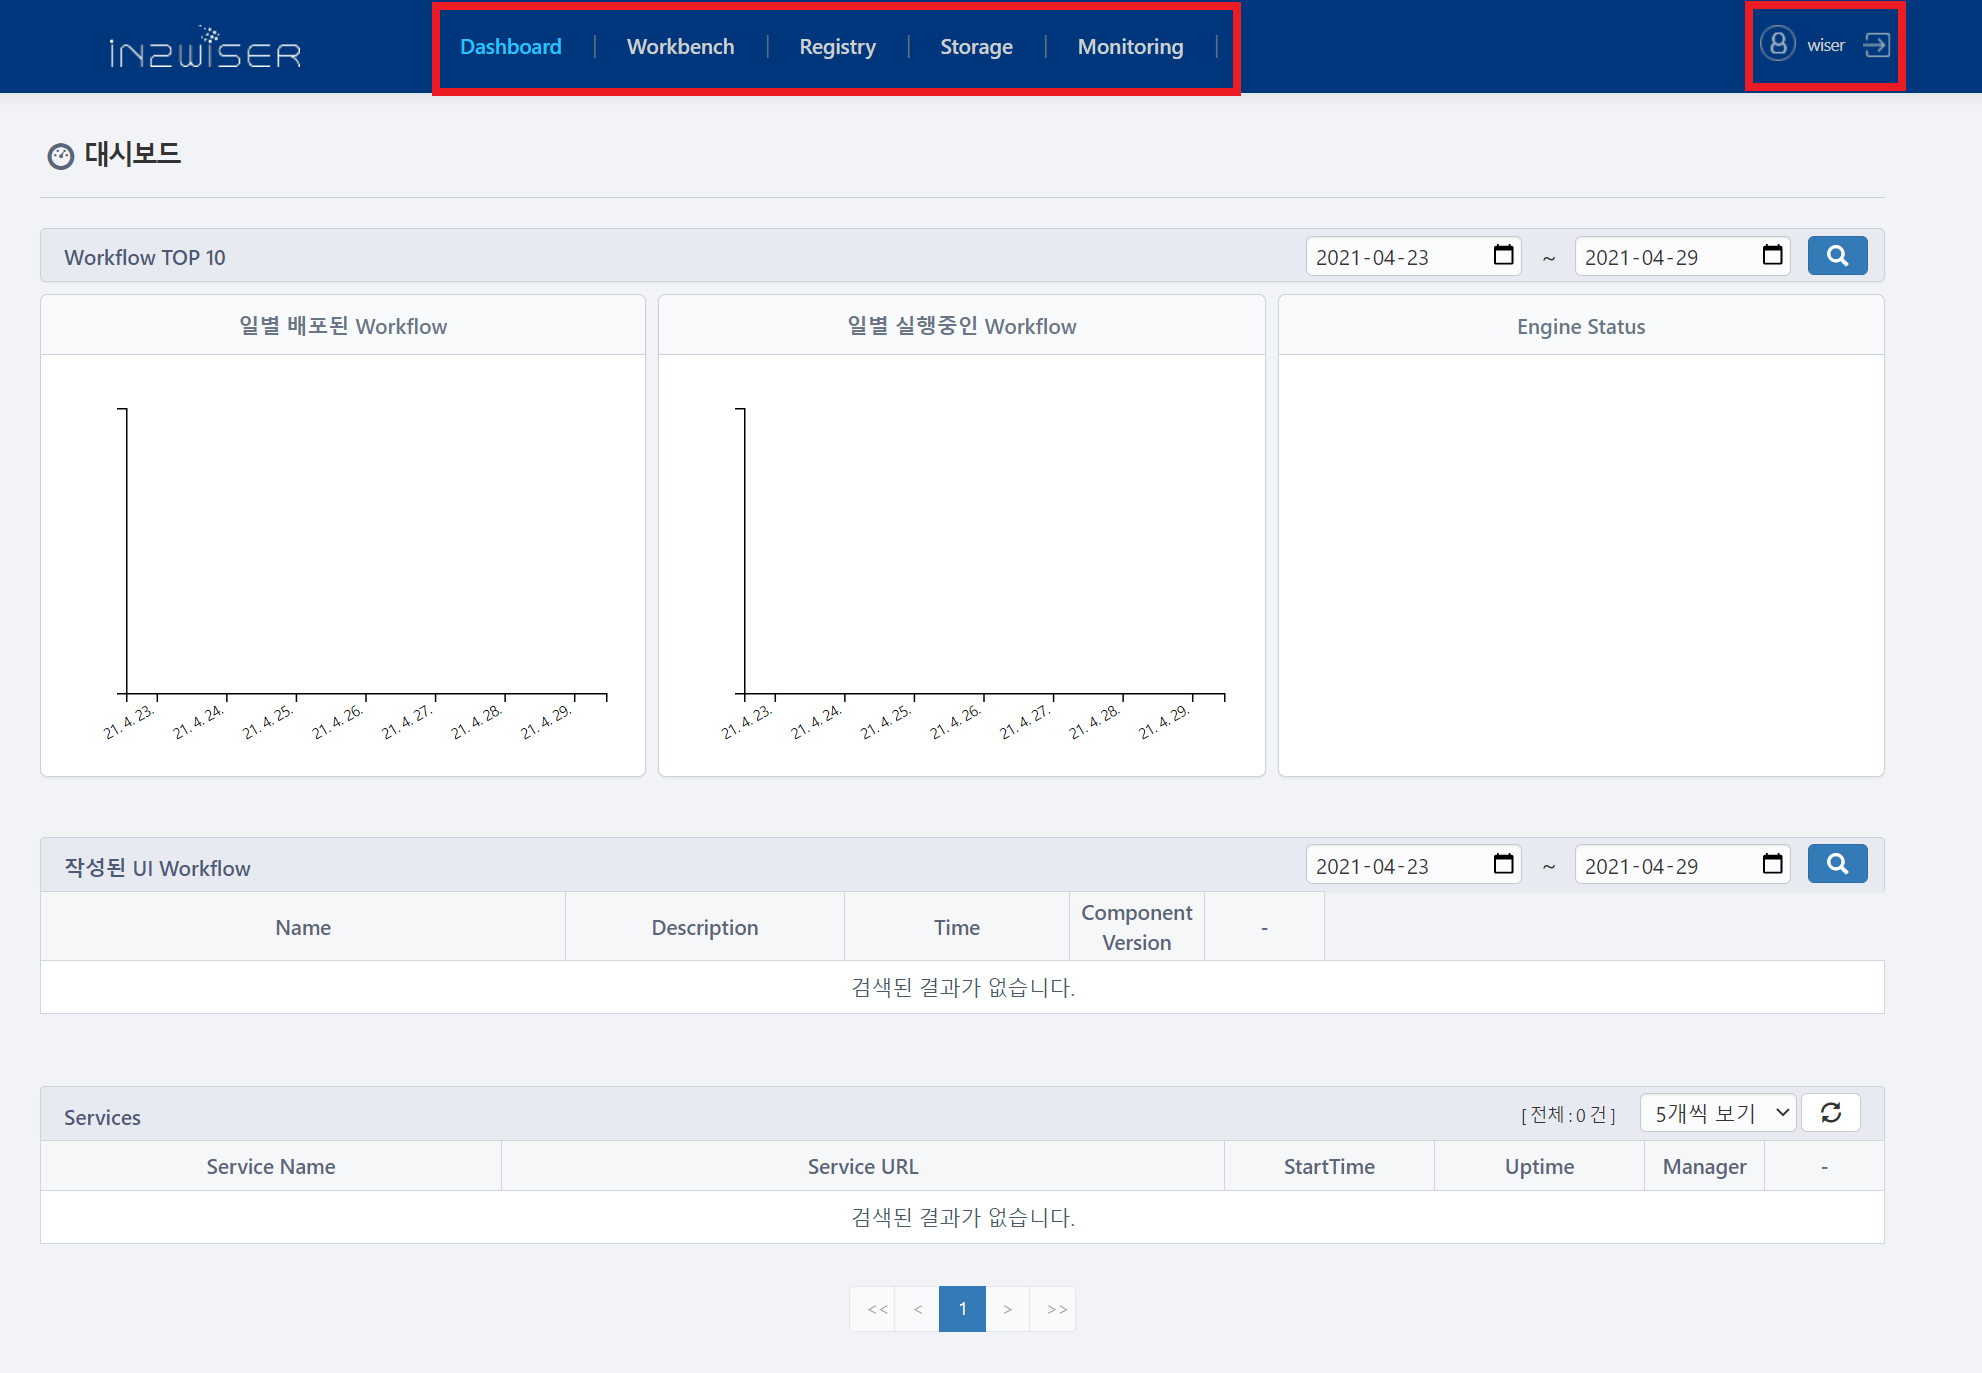 IN2WISER
Dashboard | Workbench | Registry | Storage | Monitoring |
wiser
대시보드
Workflow TOP 10
2021-04-23 ~ 2021-04-29
일별 배포된 Workflow
일별 실행중인 Workflow
Engine Status
21. 4. 23. 21. 4. 24. 21. 4. 25. 21. 4. 26. 21. 4. 27. 21. 4. 28. 21. 4. 29.
21. 4. 23. 21. 4. 24. 21. 4. 25. 21. 4. 26. 21. 4. 27. 21. 4. 28. 21. 4. 29.
작성된 UI Workflow
2021-04-23 ~ 2021-04-29
Name Description Time Component Version -
검색된 결과가 없습니다.
Services
[ 전체 : 0 건 ]
5개씩 보기
Service Name Service URL StartTime Uptime Manager -
검색된 결과가 없습니다.
<< < 1 > >>